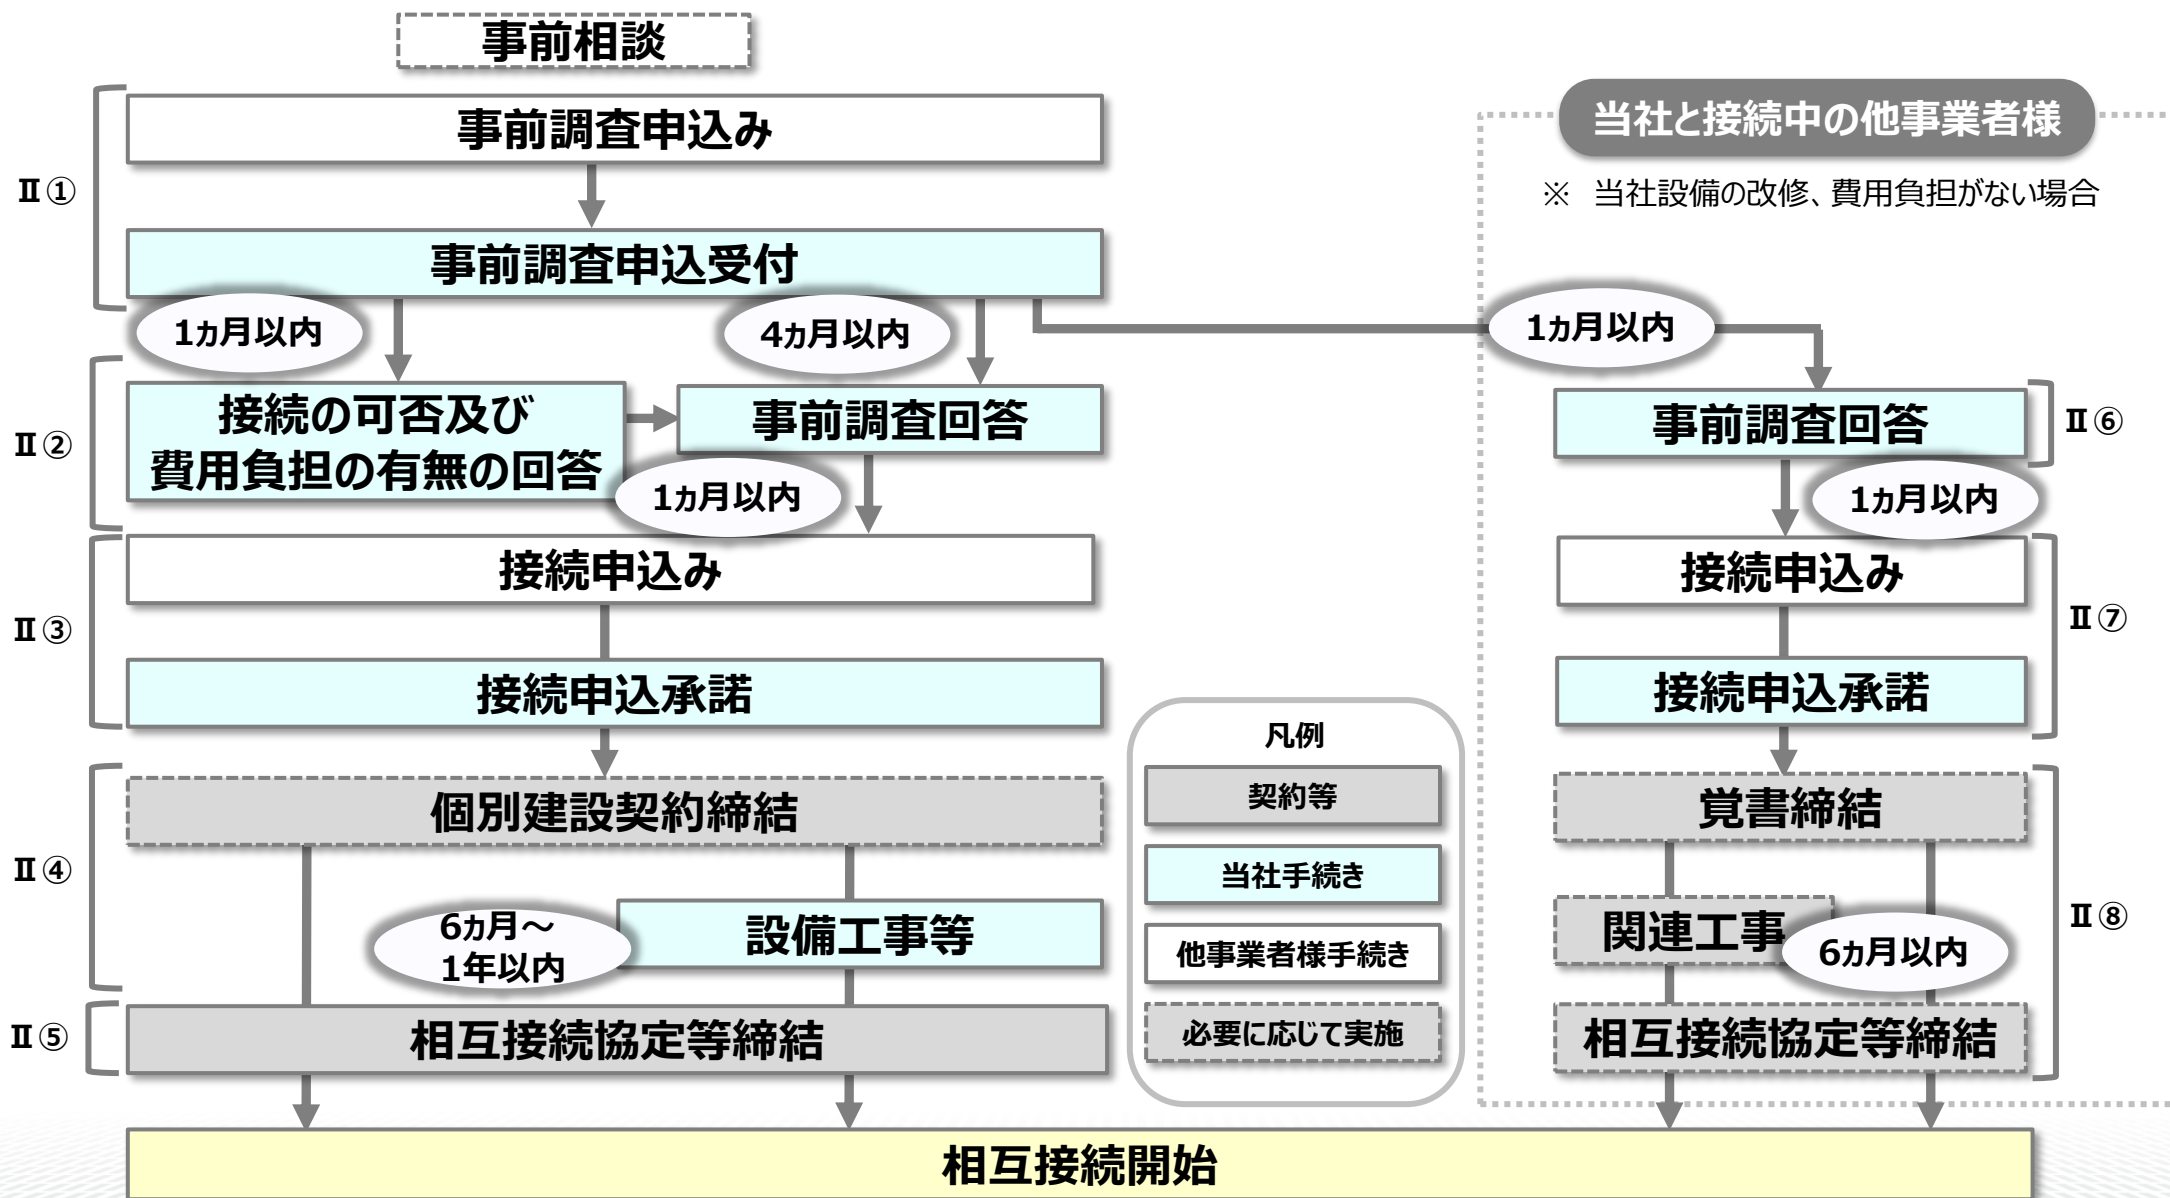 事前相談
Ⅱ①
事前調査申込み
事前調査申込受付
1ヵ月以内
4ヵ月以内
Ⅱ②
接続の可否及び
費用負担の有無の回答
事前調査回答
1ヵ月以内
Ⅱ③
接続申込み
接続申込承諾
Ⅱ④
個別建設契約締結
6ヵ月～
1年以内
設備工事等
Ⅱ⑤
相互接続協定等締結
凡例
契約等
当社手続き
他事業者様手続き
必要に応じて実施
当社と接続中の他事業者様
※　当社設備の改修、費用負担がない場合
1ヵ月以内
事前調査回答
Ⅱ⑥
1ヵ月以内
接続申込み
Ⅱ⑦
接続申込承諾
覚書締結
関連工事
6ヵ月以内
Ⅱ⑧
相互接続協定等締結
相互接続開始